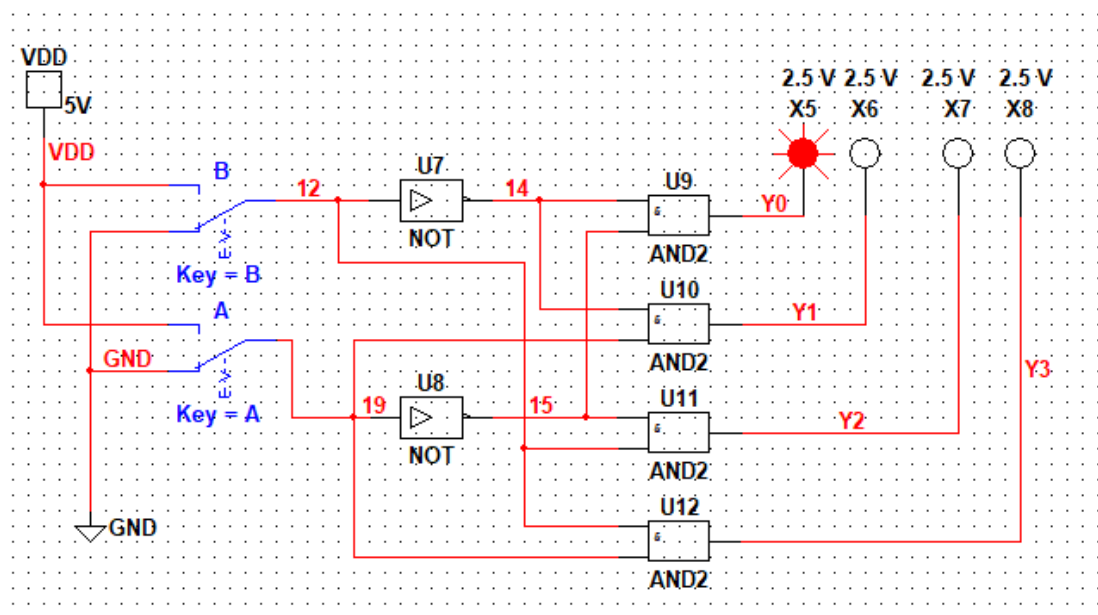 VDD
5V
VDD
2.5 V 2.5 V 2.5 V 2.5 V
X5 X6 X7 X8
B
12
U7
14
NOT
U9
&
AND2
Y0
Key = B
A
GND
Key = A
U10
&
AND2
Y1
19
U8
15
NOT
U11
&
AND2
Y2
Y3
U12
&
AND2
GND